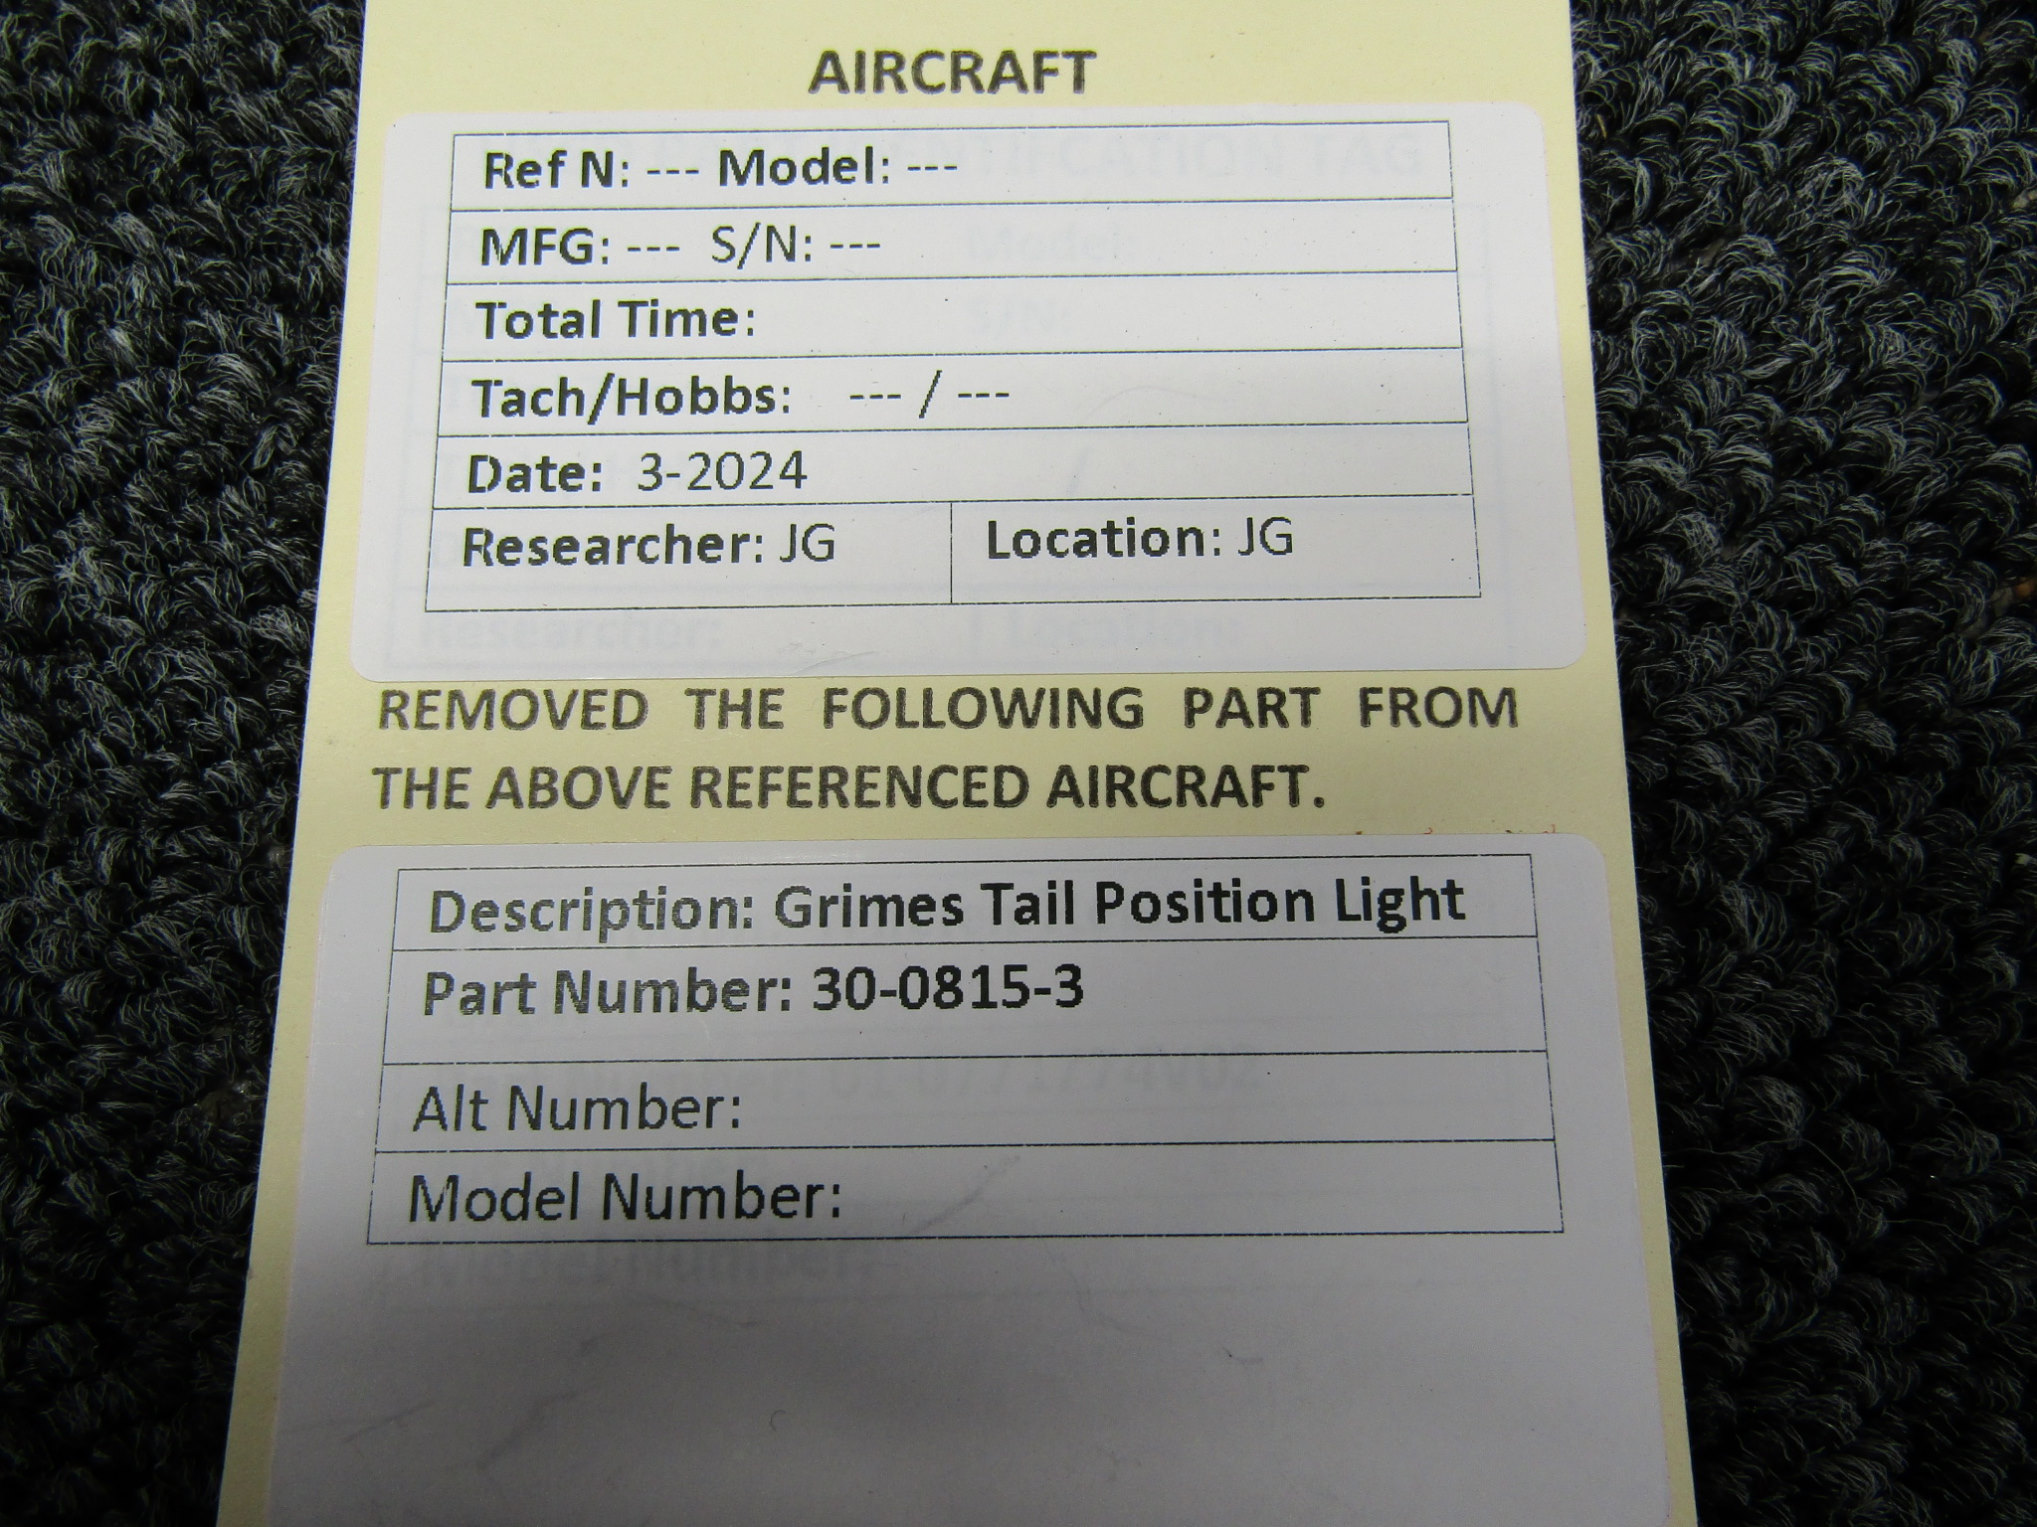 AIRCRAFT
Ref N: --- Model: ---
MFG: --- S/N: ---
Total Time:
Tach/Hobbs: --- / ---
Date: 3-2024
Researcher: JG Location: JG
REMOVED THE FOLLOWING PART FROM
THE ABOVE REFERENCED AIRCRAFT.
Description: Grimes Tail Position Light
Part Number: 30-0815-3
Alt Number:
Model Number: